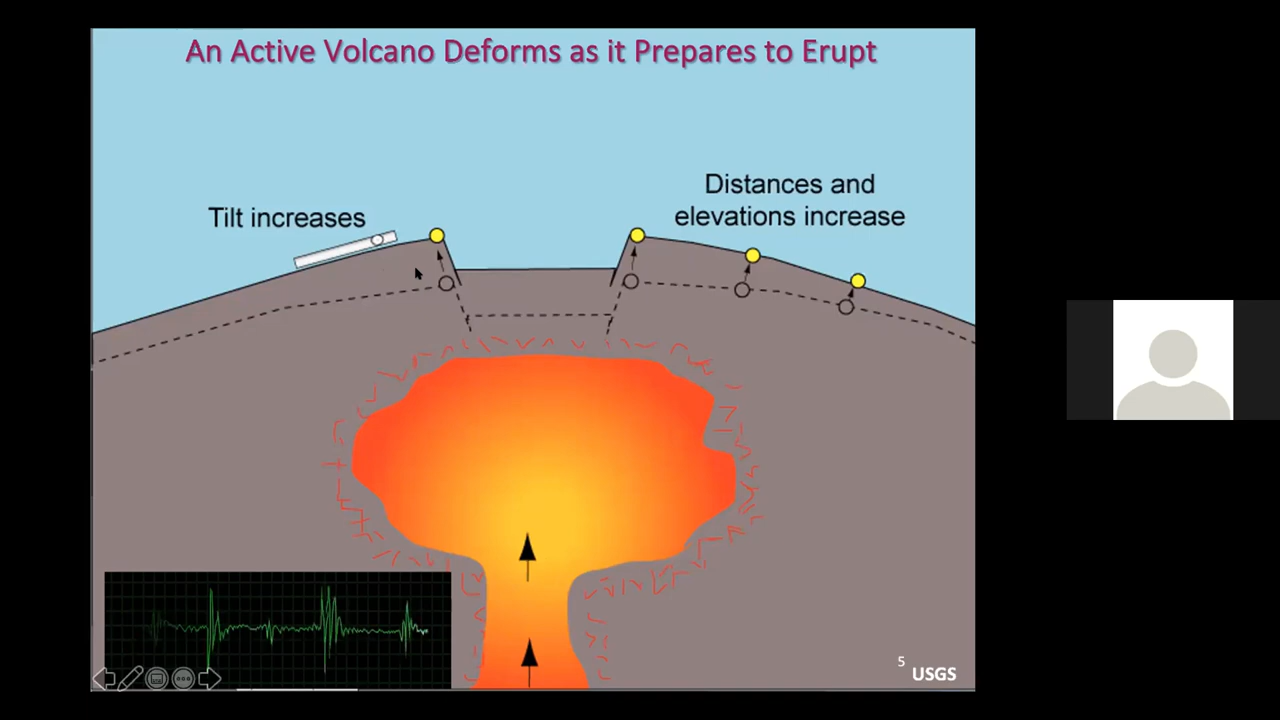 An Active Volcano Deforms as it Prepares to Erupt
Tilt increases
Distances and
elevations increase
5
USGS